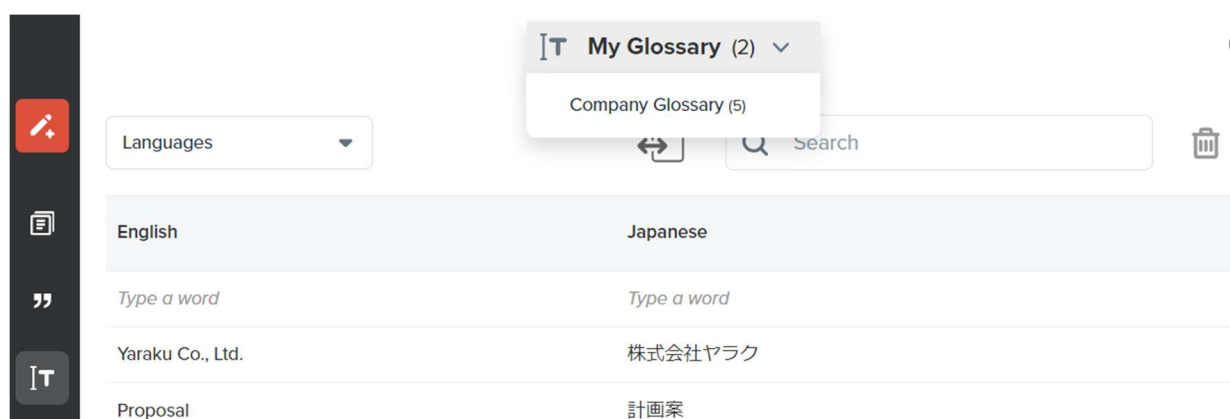 My Glossary (2)
Company Glossary (5)
Languages
Search
English Japanese
Type a word Type a word
Yaraku Co., Ltd. 株式会社ヤラク
Proposal 計画案